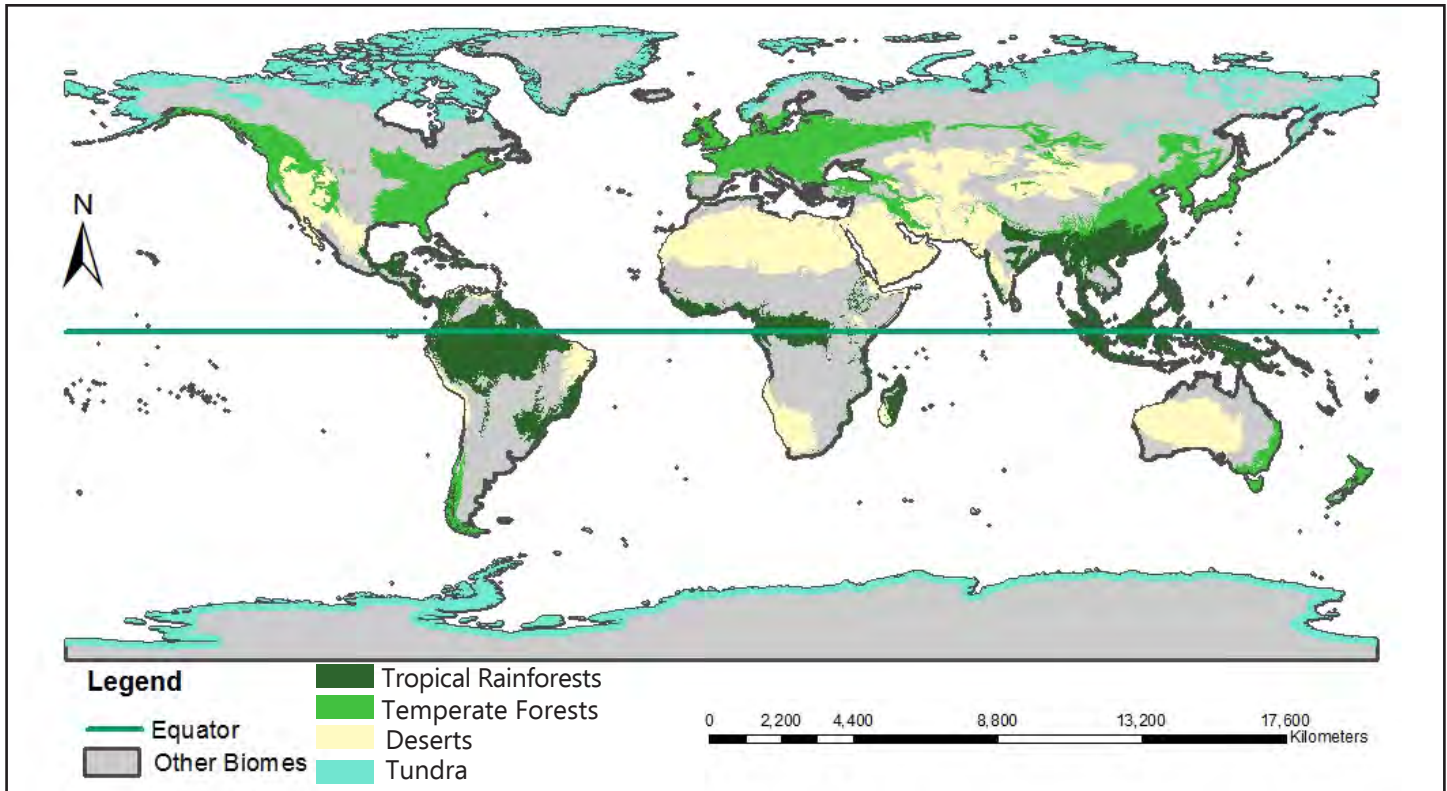 N
Legend
Equator
Other Biomes
Tropical Rainforests
Temperate Forests
Deserts
Tundra
0 2,200 4,400 8,800 13,200 17,600
Kilometers